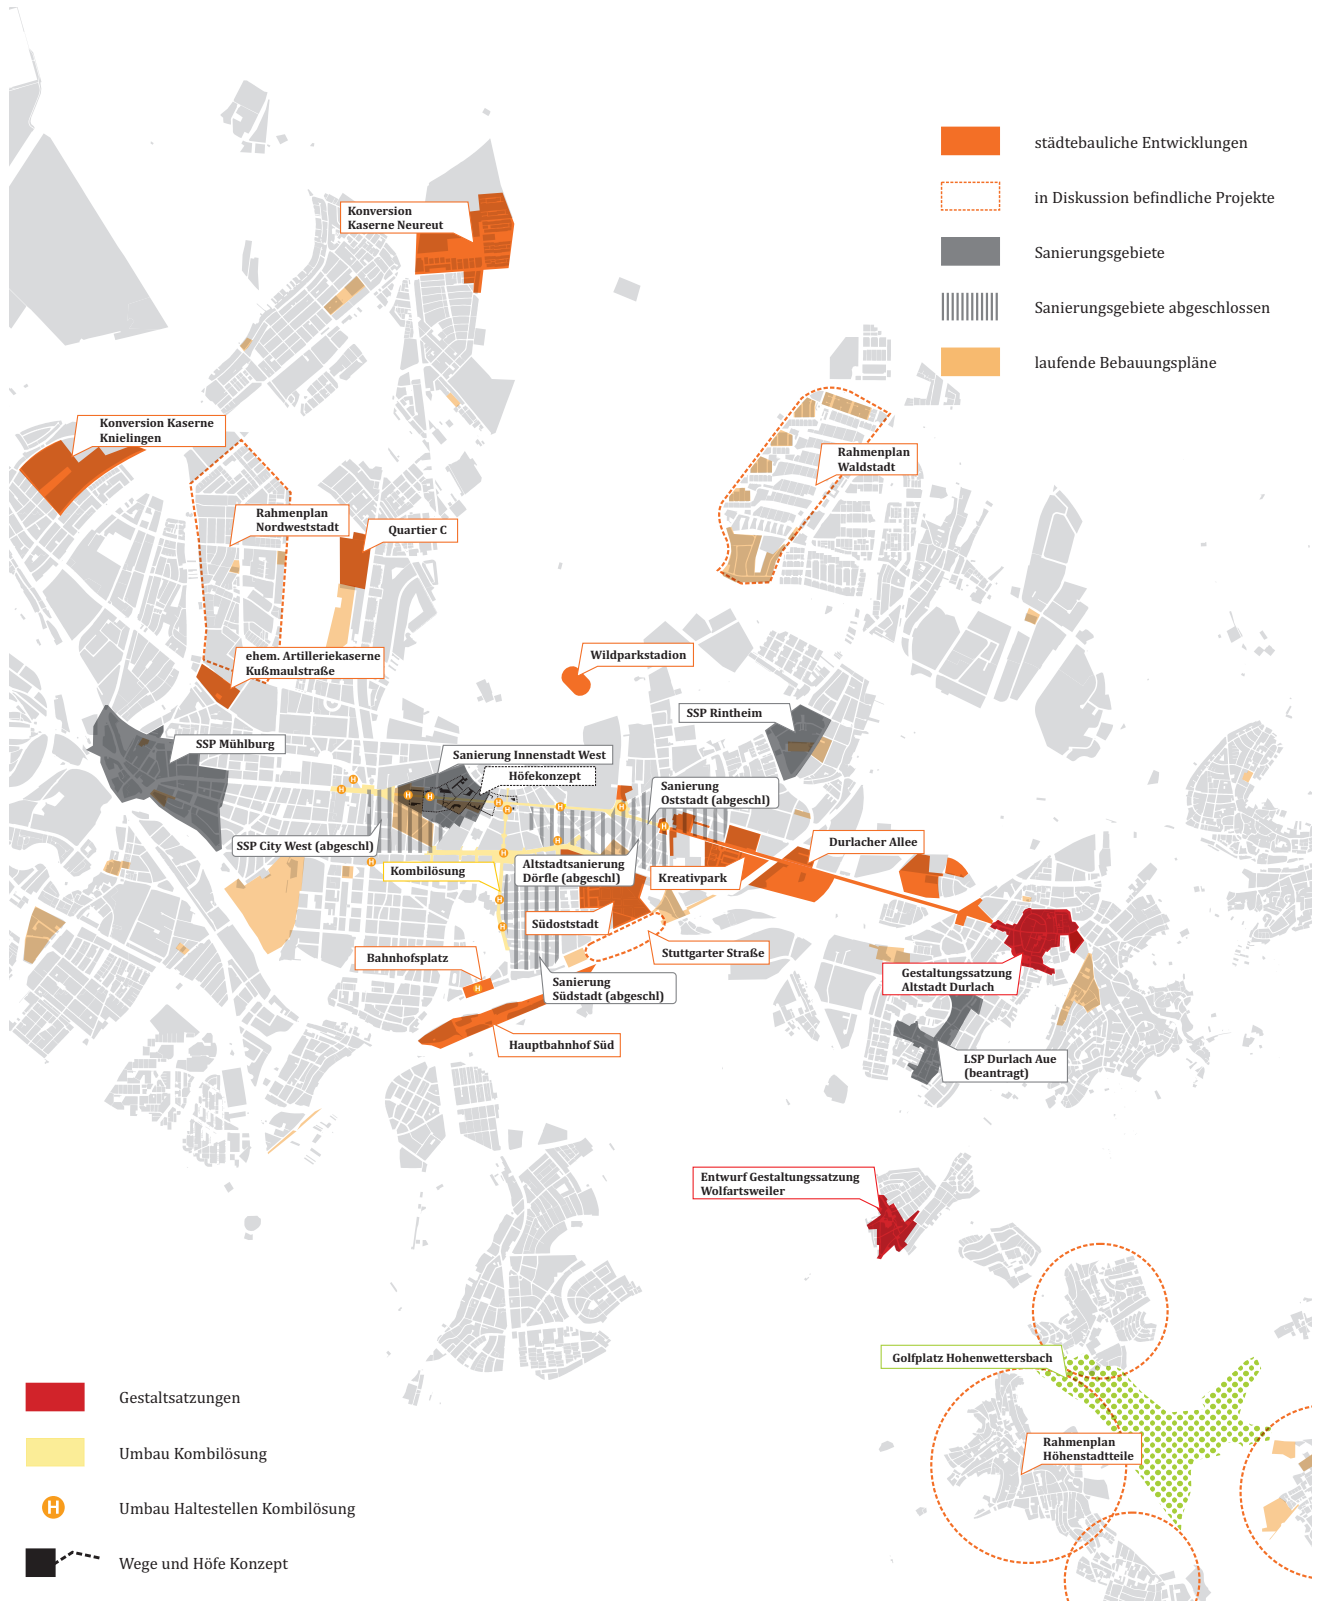 städtebauliche Entwicklungen
in Diskussion befindliche Projekte
Sanierungsgebiete
Sanierungsgebiete abgeschlossen
laufende Bebauungspläne
Konversion
Kaserne Neureut
Konversion Kaserne
Knielingen
Rahmenplan
Waldstadt
Rahmenplan
Nordweststadt
Quartier C
ehem. Artilleriekaserne
Kußmaulstraße
Wildparkstadion
SSP Rintheim
SSP Mühlburg
Sanierung Innenstadt West
Höfekonzept
Sanierung
Oststadt (abgeschl)
H
H
H
H
H
H
H
H
H
SSP City West (abgeschl)
Durlacher Allee
H
H
H
Kombilösung
Altstadtsanierung
Dörfle (abgeschl)
Kreativpark
H
Südoststadt
H
Stuttgarter Straße
Bahnhofsplatz
H
Sanierung
Südstadt (abgeschl)
Gestaltungssatzung
Altstadt Durlach
Hauptbahnhof Süd
LSP Durlach Aue
(beantragt)
Entwurf Gestaltungssatzung
Wolfartsweiler
Golfplatz Hohenwettersbach
Rahmenplan
Höhenstadtteile
Gestaltsatzungen
Umbau Kombilösung
H
Umbau Haltestellen Kombilösung
Wege und Höfe Konzept